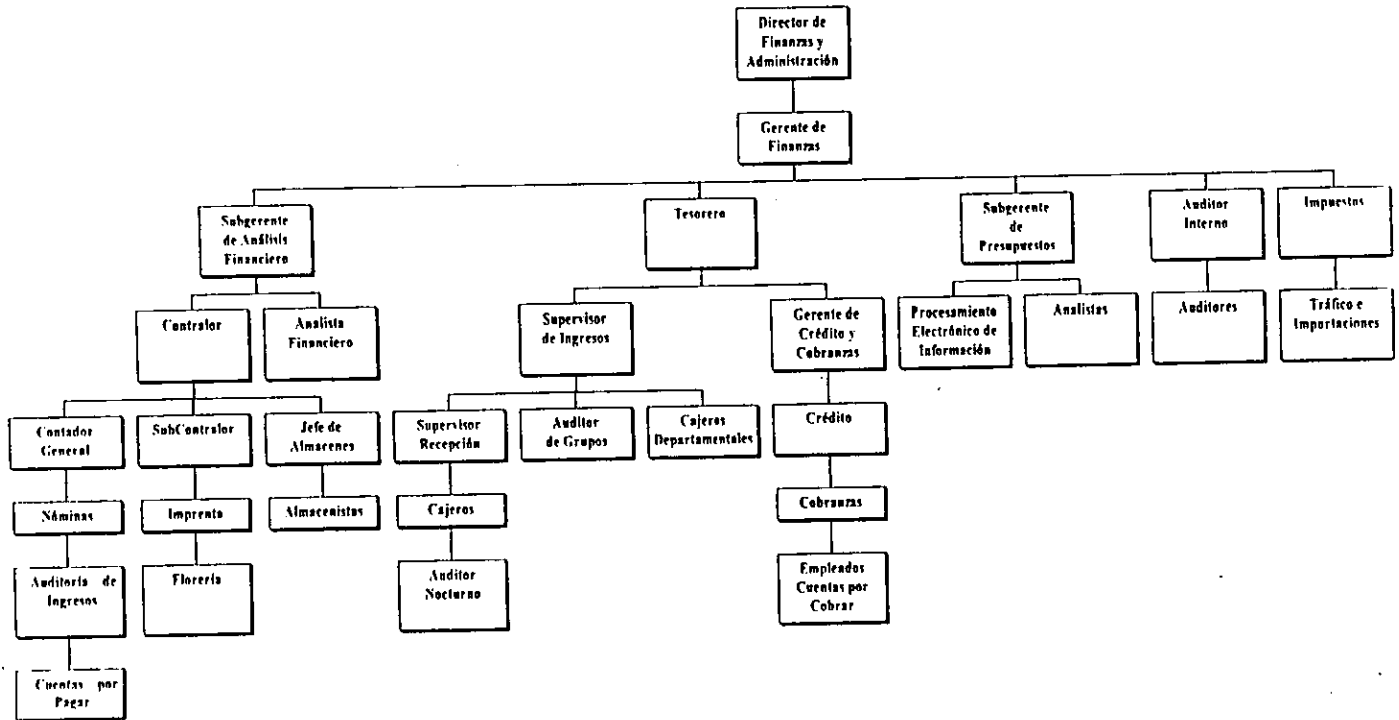 Director de
Finanzas y
Administración
Gerente de
Finanzas
Subgerente
de Análisis
Financiero
Tesorero
Subgerente
de
Presupuestos
Auditor
Interno
Impuestos
Contralor
Analista
Financiero
Supervisor
de Ingresos
Gerente de
Crédito y
Cobranzas
Procesamiento
Electrónico de
Información
Analistas
Auditores
Tráfico e
Importaciones
Contador
General
SubContralor
Jefe de
Almacenes
Supervisor
Recepción
Auditor
de Grupos
Cajeros
Departamentales
Crédito
Nóminas
Imprenta
Almacenistas
Cajeros
Cobranzas
Auditoría de
Ingresos
Florería
Auditor
Nocturno
Empleados
Cuentas por
Cobrar
Cuentas por
Pagar